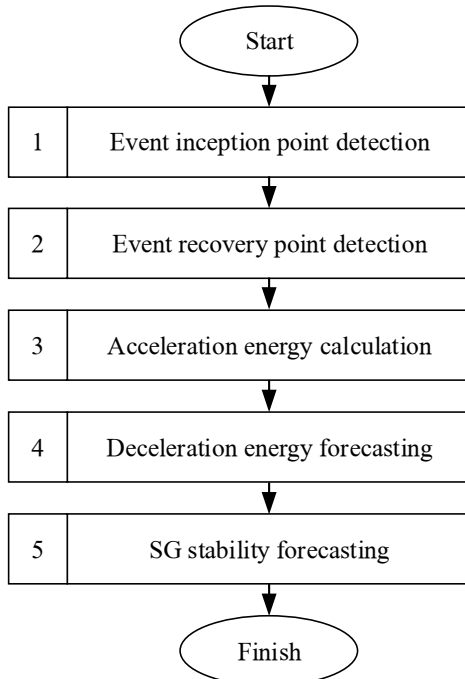 Start
1 Event inception point detection
2 Event recovery point detection
3 Acceleration energy calculation
4 Deceleration energy forecasting
5 SG stability forecasting
Finish